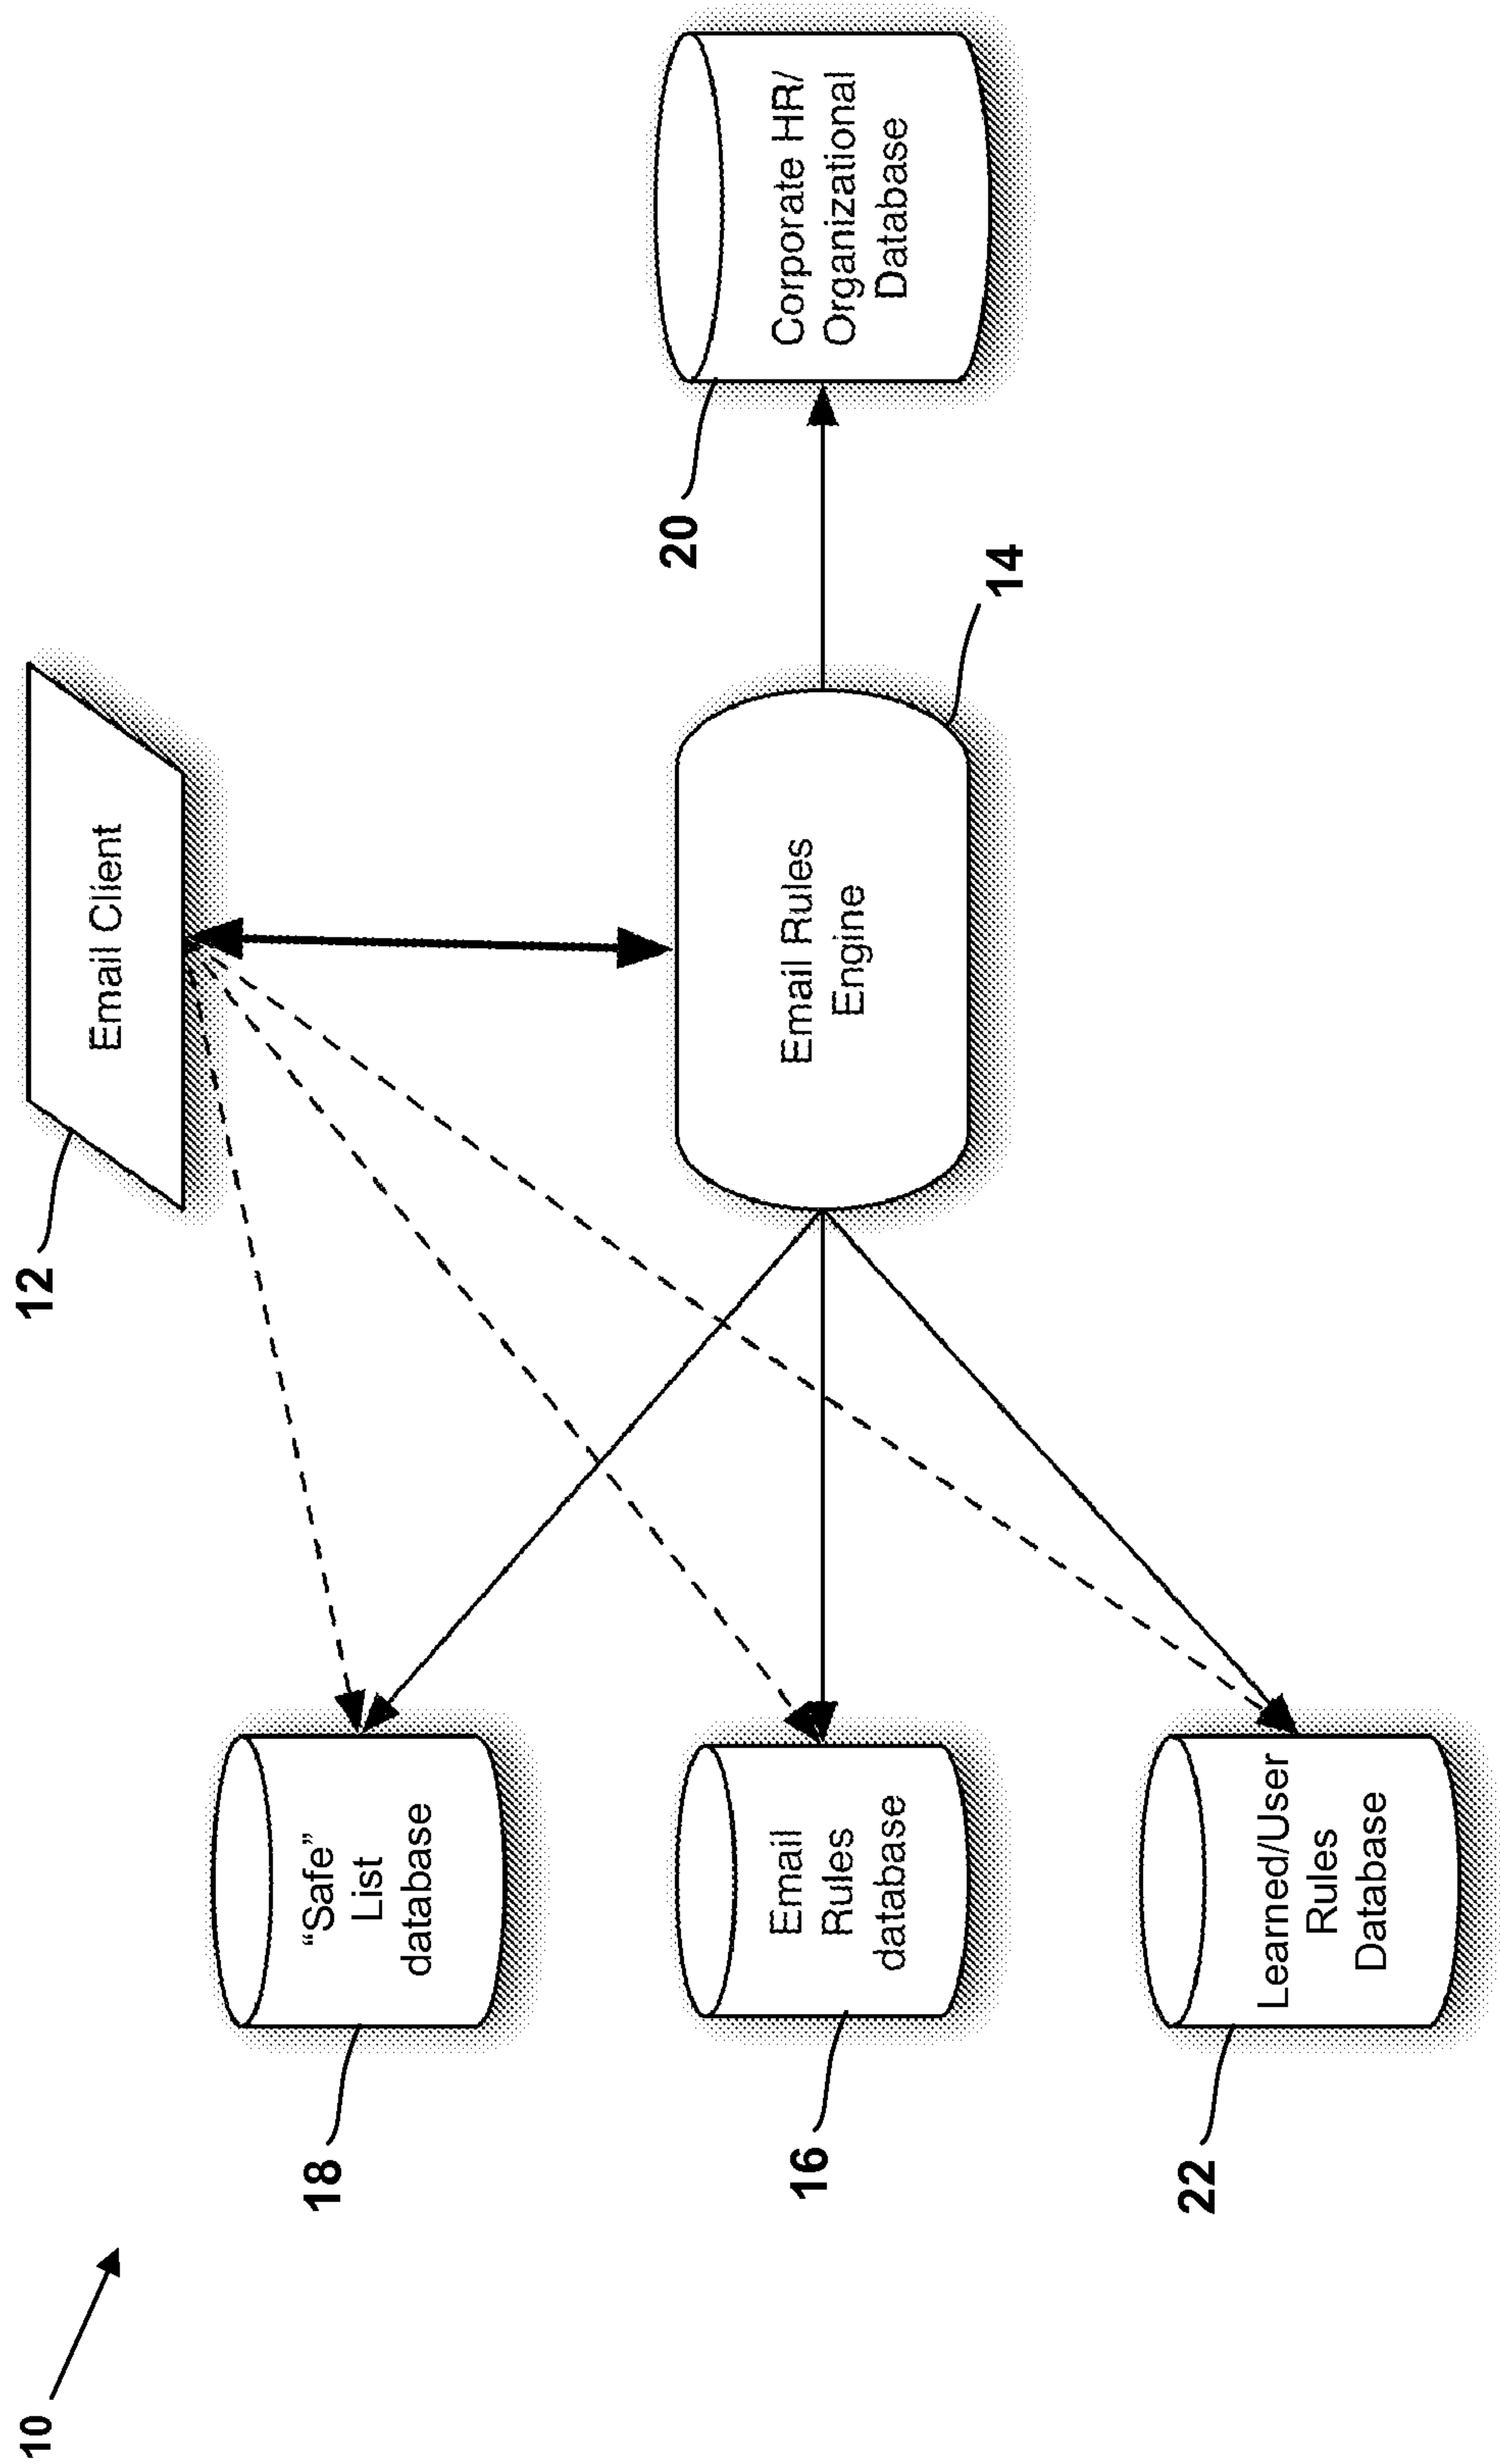 10
12
Email Client
18
“Safe”
List
database
16
Email
Rules
database
22
Learned/User
Rules
Database
Email Rules
Engine
14
20
Corporate HR/
Organizational
Database